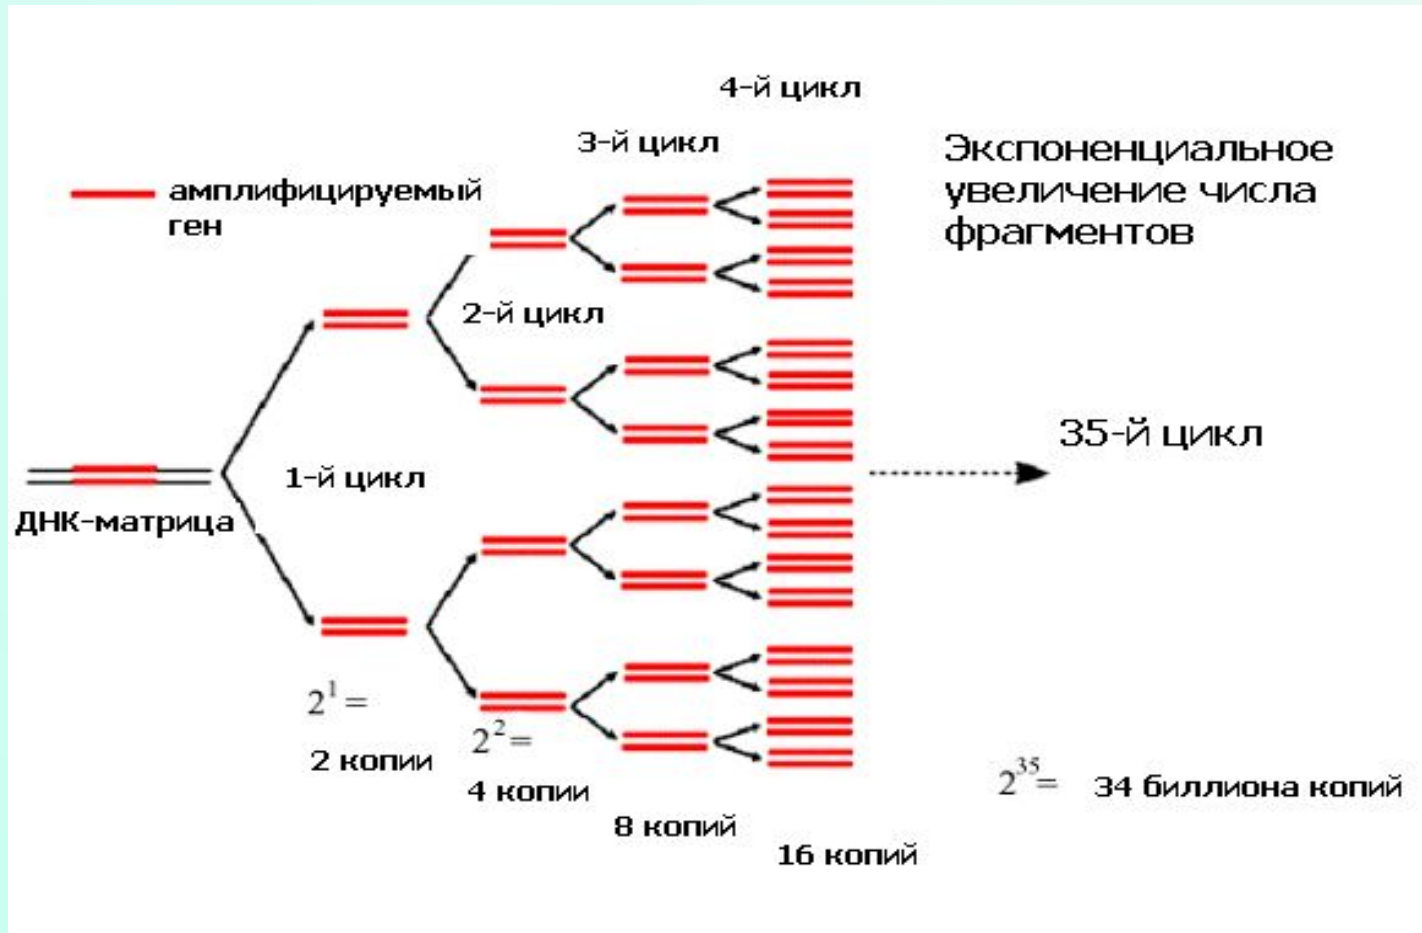 4-й цикл
3-й цикл
Экспоненциальное
увеличение числа
фрагментов
амплифицируемый
ген
2-й цикл
35-й цикл
1-й цикл
ДНК-матрица
2¹=
2 копии
2²=
4 копии
8 копий
16 копий
2³⁵= 34 биллиона копий